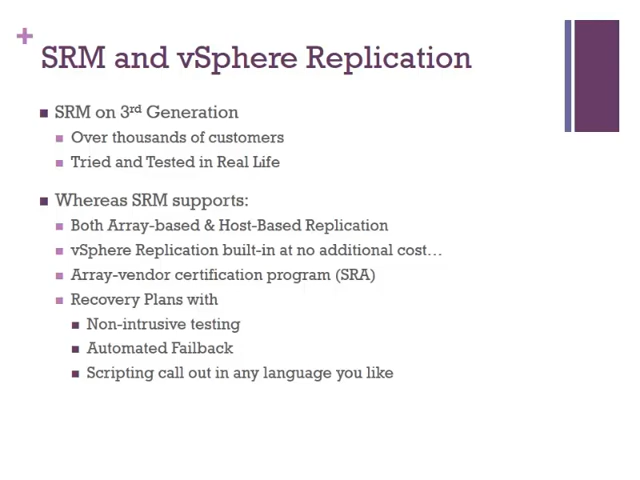 +
SRM and vSphere Replication
SRM on 3rd Generation
Over thousands of customers
Tried and Tested in Real Life
Whereas SRM supports:
Both Array-based & Host-Based Replication
vSphere Replication built-in at no additional cost…
Array-vendor certification program (SRA)
Recovery Plans with
Non-intrusive testing
Automated Failback
Scripting call out in any language you like